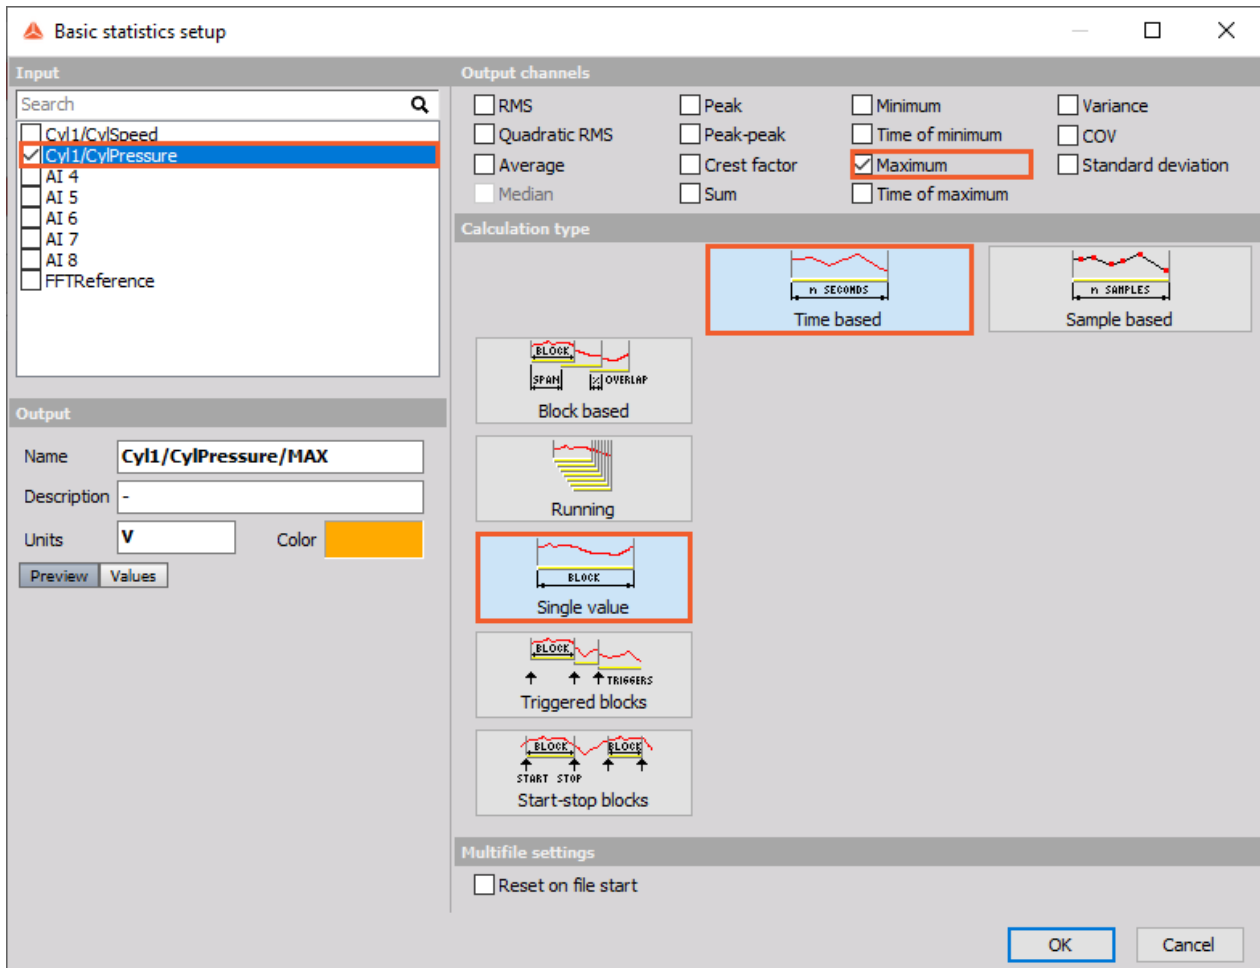 Basic statistics setup
Input
Search
Cyl1/CylSpeed
Cyl1/CylPressure
AI 4
AI 5
AI 6
AI 7
AI 8
FFTReference
Output
Name Cyl1/CylPressure/MAX
Description -
Units V Color
Preview Values
Output channels
RMS Peak Minimum Variance
Quadratic RMS Peak-peak Time of minimum COV
Average Crest factor Maximum Standard deviation
Median Sum Time of maximum
Calculation type
n SECONDS
Time based
n SAMPLES
Sample based
BLOCK
SPAN % OVERLAP
Block based
Running
BLOCK
Single value
BLOCK
TRIGGERS
Triggered blocks
BLOCK BLOCK
START STOP
Start-stop blocks
Multifile settings
Reset on file start
OK Cancel